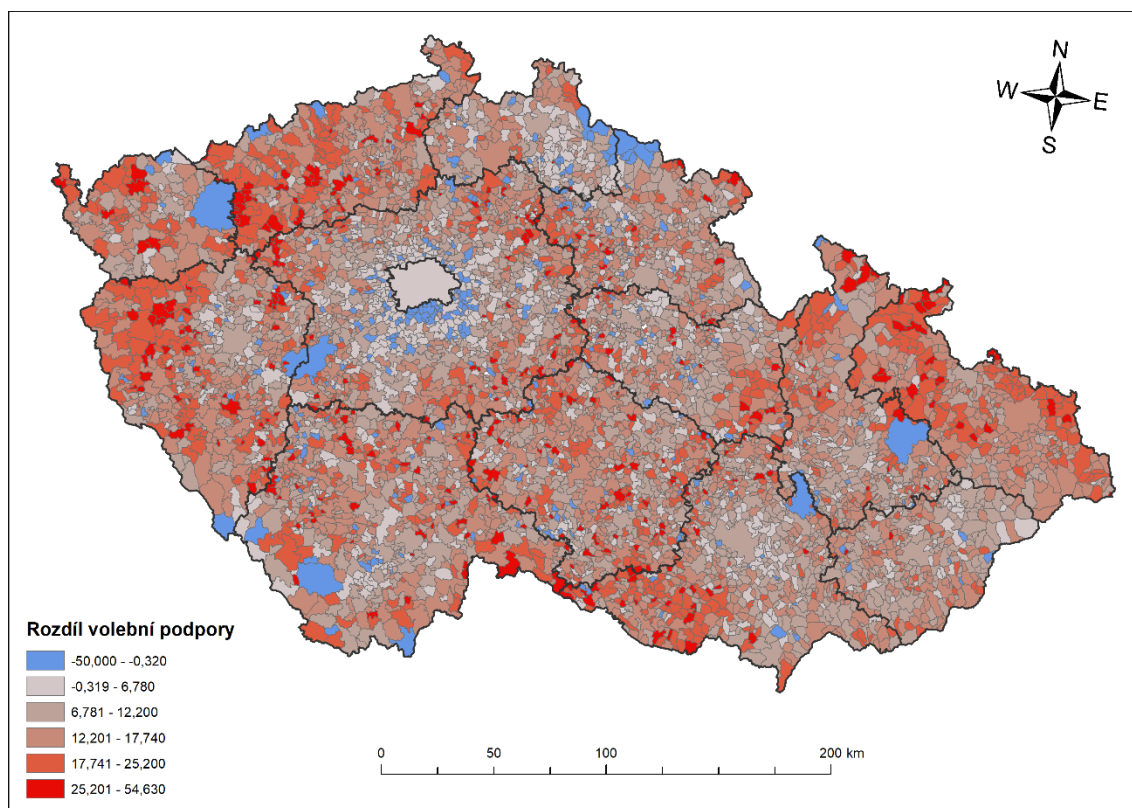 N
W E
S
Rozdíl volební podpory
-50,000 - -0,320
-0,319 - 6,780
6,781 - 12,200
12,201 - 17,740
17,741 - 25,200
25,201 - 54,630
0 50 100 200 km